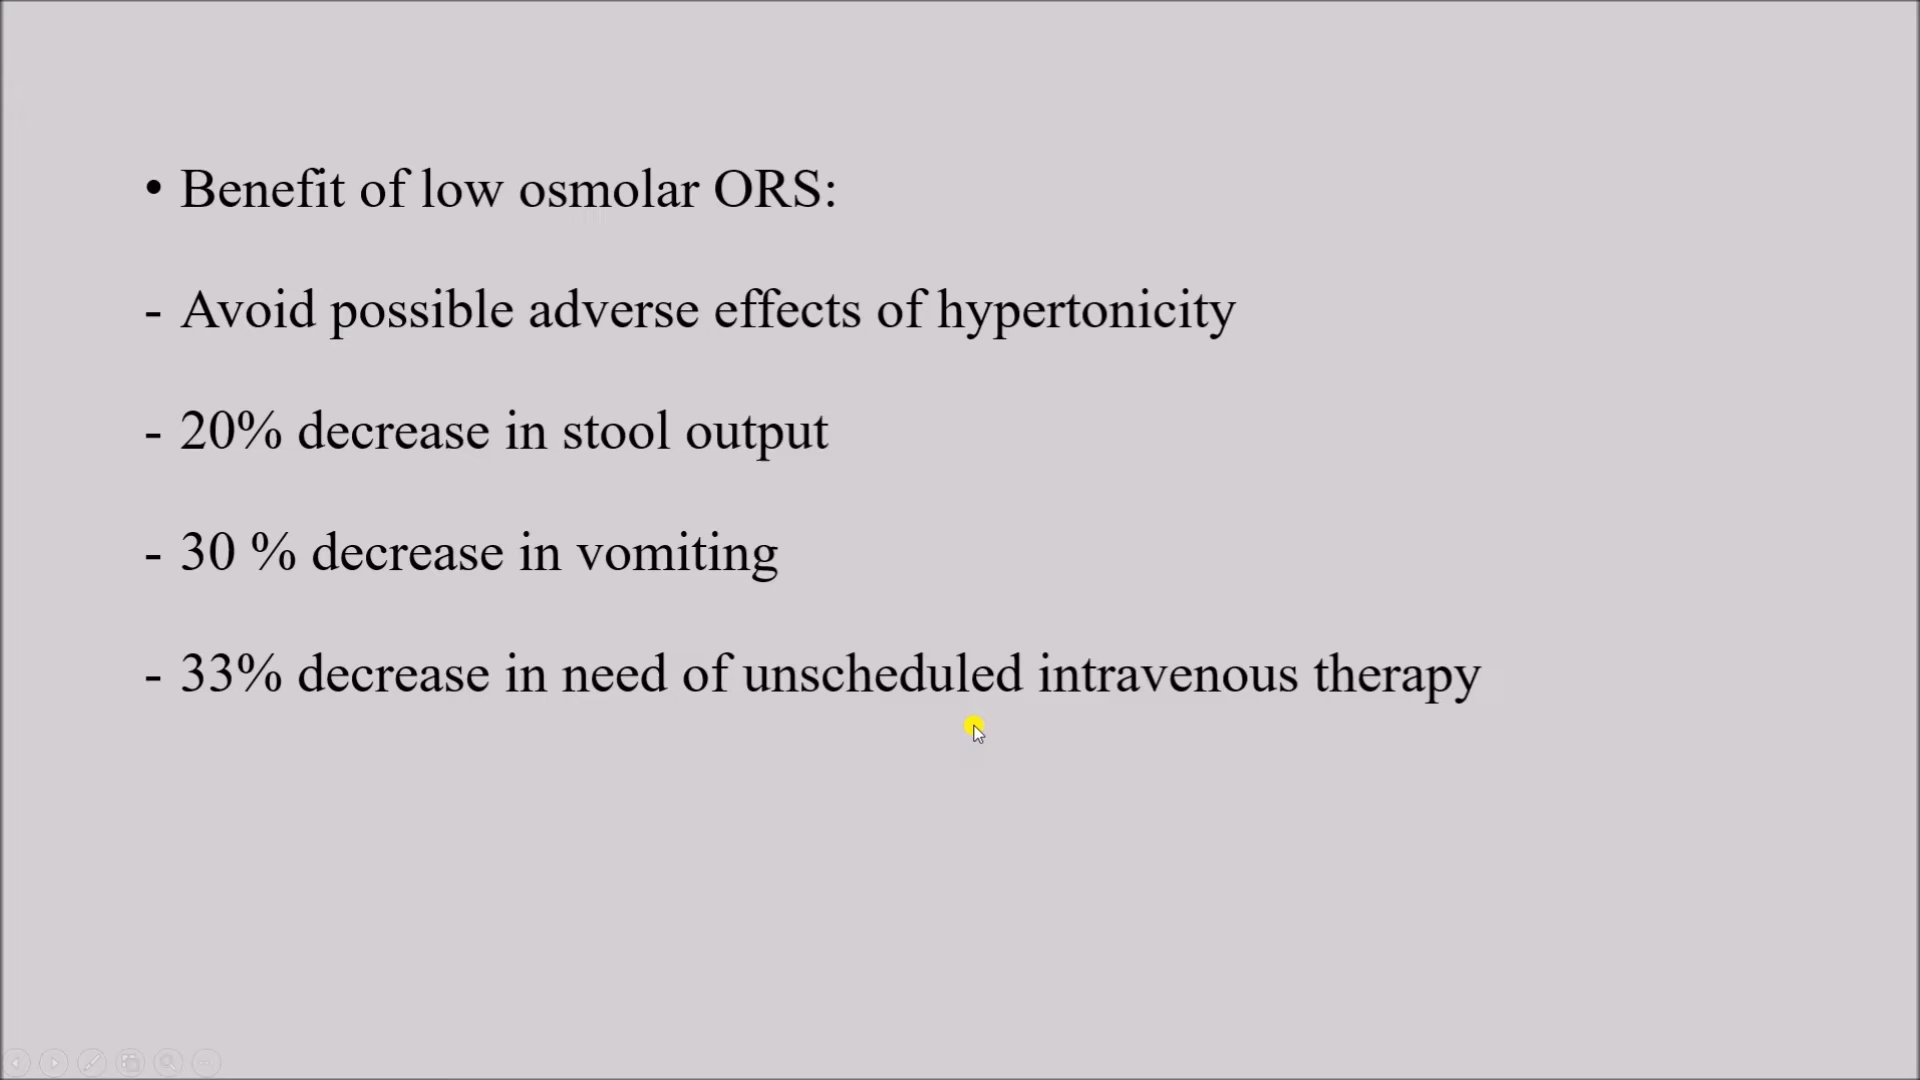 • Benefit of low osmolar ORS:
- Avoid possible adverse effects of hypertonicity
- 20% decrease in stool output
- 30 % decrease in vomiting
- 33% decrease in need of unscheduled intravenous therapy